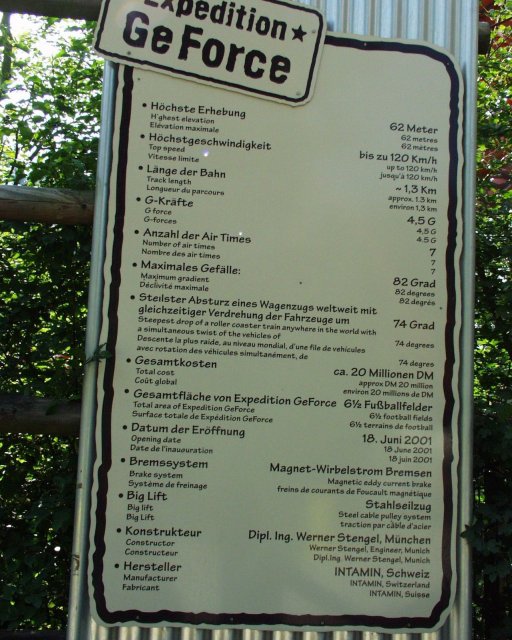 Expedition
GeForce
• Höchste Erhebung
H'ghest elevation
Elévation maximale
62 Meter
62 metres
62 mètres
• Höchstgeschwindigkeit
Top speed
Vitesse limite
bis zu 120 Km/h
up to 120 km/h
jusqu'à 120 km/h
• Länge der Bahn
Track length
Longueur du parcours
~ 1,3 Km
approx. 1.3 km
environ 1,3 km
• G-Kräfte
G force
G-forces
4,5 G
4,5 G
4.5 G
• Anzahl der Air Times
Number of air times
Nombre des air times
7
7
7
• Maximales Gefälle:
Maximum gradient
Déclivité maximale
82 Grad
82 degrees
82 degrés
• Steilster Absturz eines Wagenzugs weltweit mit
gleichzeitiger Verdrehung der Fahrzeuge um
74 Grad
Steepest drop of a roller coaster train anywhere in the world with
a simultaneous twist of the vehicles of
74 degrees
Descente la plus raide, au niveau mondial, d'une file de véhicules
avec rotation des véhicules simultanément, de
74 degrés
• Gesamtkosten
Total cost
Coût global
ca. 20 Millionen DM
approx DM 20 million
environ 20 millions de DM
• Gesamtfläche von Expedition GeForce
Total area of Expedition GeForce
Surface totale de Expédition GeForce
6½ Fußballfelder
6½ football fields
6½ terrains de football
• Datum der Eröffnung
Opening date
Date de l'inauguration
18. Juni 2001
18 June 2001
18 juin 2001
• Bremssystem
Brake system
Système de freinage
Magnet-Wirbelstrom Bremsen
Magnetic eddy current brake
freins de courants de Foucault magnétique
• Big Lift
Big lift
Big Lift
Stahlseilzug
Steel cable pulley system
traction par câble d'acier
• Konstrukteur
Constructor
Constructeur
Dipl. Ing. Werner Stengel, München
Werner Stengel, Engineer, Munich
Dipl.Ing. Werner Stengel, Munich
• Hersteller
Manufacturer
Fabricant
INTAMIN, Schweiz
INTAMIN, Switzerland
INTAMIN, Suisse